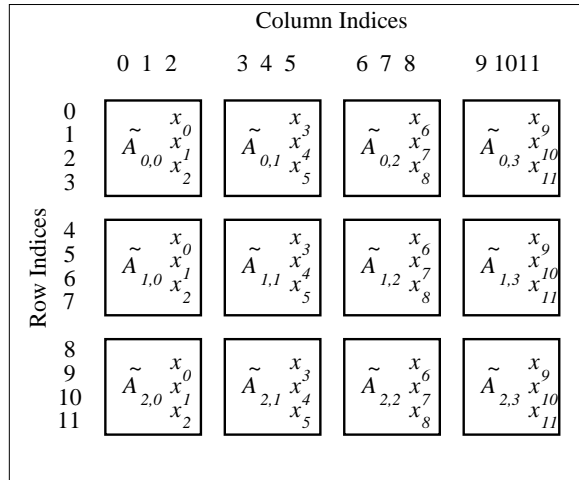 Column Indices
0 1 2 3 4 5 6 7 8 9 10 11
Row Indices
0
1
2
3
Ã0,0 x0 x1 x2
Ã0,1 x3 x4 x5
Ã0,2 x6 x7 x8
Ã0,3 x9 x10 x11
4
5
6
7
Ã1,0 x0 x1 x2
Ã1,1 x3 x4 x5
Ã1,2 x6 x7 x8
Ã1,3 x9 x10 x11
8
9
10
11
Ã2,0 x0 x1 x2
Ã2,1 x3 x4 x5
Ã2,2 x6 x7 x8
Ã2,3 x9 x10 x11